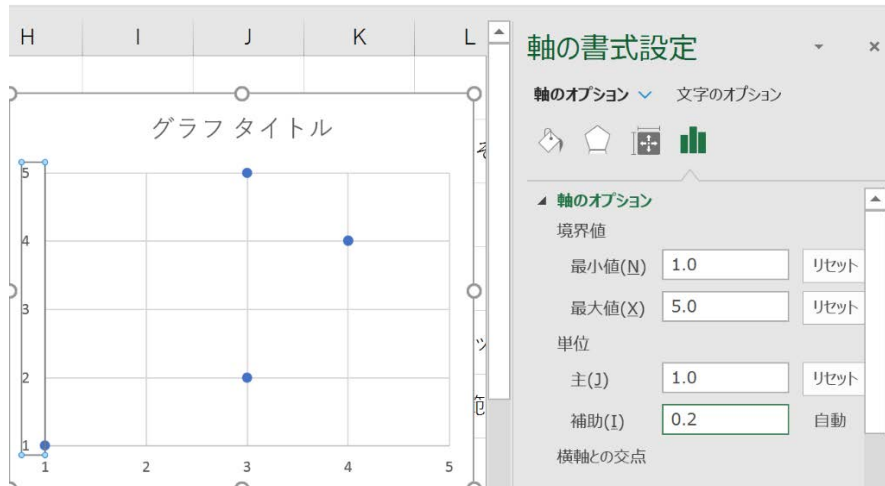 H I J K L
軸の書式設定
軸のオプション 文字のオプション
グラフ タイトル
軸のオプション
境界値
最小値(N) 1.0 リセット
最大値(X) 5.0 リセット
単位
主(J) 1.0 リセット
補助(I) 0.2 自動
横軸との交点
5
4
3
2
1
1 2 3 4 5